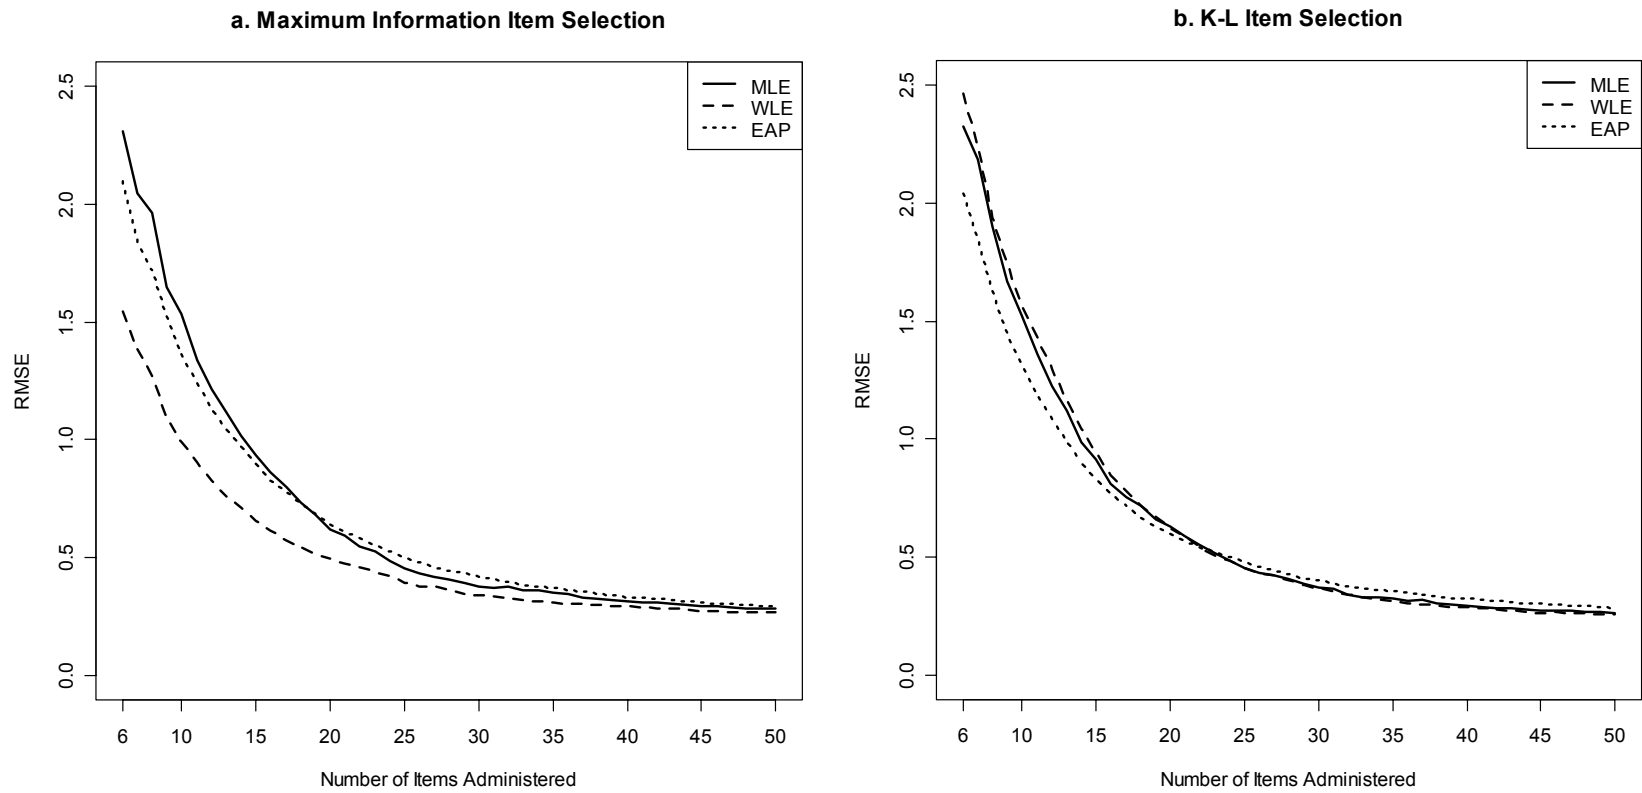 a. Maximum Information Item Selection
MLE
WLE
EAP
2.5
2.0
1.5
1.0
0.5
0.0
RMSE
6 10 15 20 25 30 35 40 45 50
Number of Items Administered
b. K-L Item Selection
MLE
WLE
EAP
2.5
2.0
1.5
1.0
0.5
0.0
RMSE
6 10 15 20 25 30 35 40 45 50
Number of Items Administered